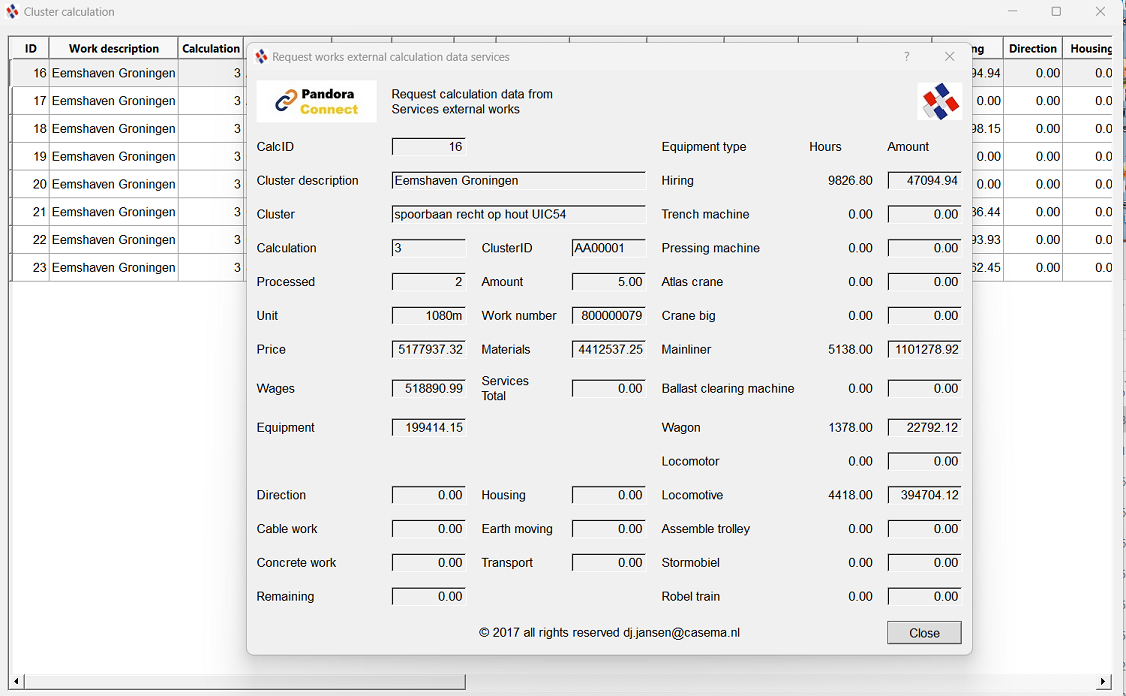 Cluster calculation
ID Work description Calculation Direction Housing
16 Eemshaven Groningen 3 94.94 0.00 0.0
17 Eemshaven Groningen 3 0.00 0.00 0.0
18 Eemshaven Groningen 3 98.15 0.00 0.0
19 Eemshaven Groningen 3 0.00 0.00 0.0
20 Eemshaven Groningen 3 0.00 0.00 0.0
21 Eemshaven Groningen 3 36.44 0.00 0.0
22 Eemshaven Groningen 3 93.93 0.00 0.0
23 Eemshaven Groningen 3 62.45 0.00 0.0
Request works external calculation data services ?
Pandora
Connect
Request calculation data from
Services external works
CalcID 16 Equipment type Hours Amount
Cluster description Eemshaven Groningen Hiring 9826.80 47094.94
Cluster spoorbaan recht op hout UIC54 Trench machine 0.00 0.00
Calculation 3 ClusterID AA00001 Pressing machine 0.00 0.00
Processed 2 Amount 5.00 Atlas crane 0.00 0.00
Unit 1080m Work number 800000079 Crane big 0.00 0.00
Price 5177937.32 Materials 4412537.25 Mainliner 5138.00 1101278.92
Wages 518890.99 Services Total 0.00 Ballast clearing machine 0.00 0.00
Equipment 199414.15 Wagon 1378.00 22792.12
Locomotor 0.00 0.00
Direction 0.00 Housing 0.00 Locomotive 4418.00 394704.12
Cable work 0.00 Earth moving 0.00 Assemble trolley 0.00 0.00
Concrete work 0.00 Transport 0.00 Stormobiel 0.00 0.00
Remaining 0.00 Robel train 0.00 0.00
© 2017 all rights reserved dj.jansen@casema.nl Close